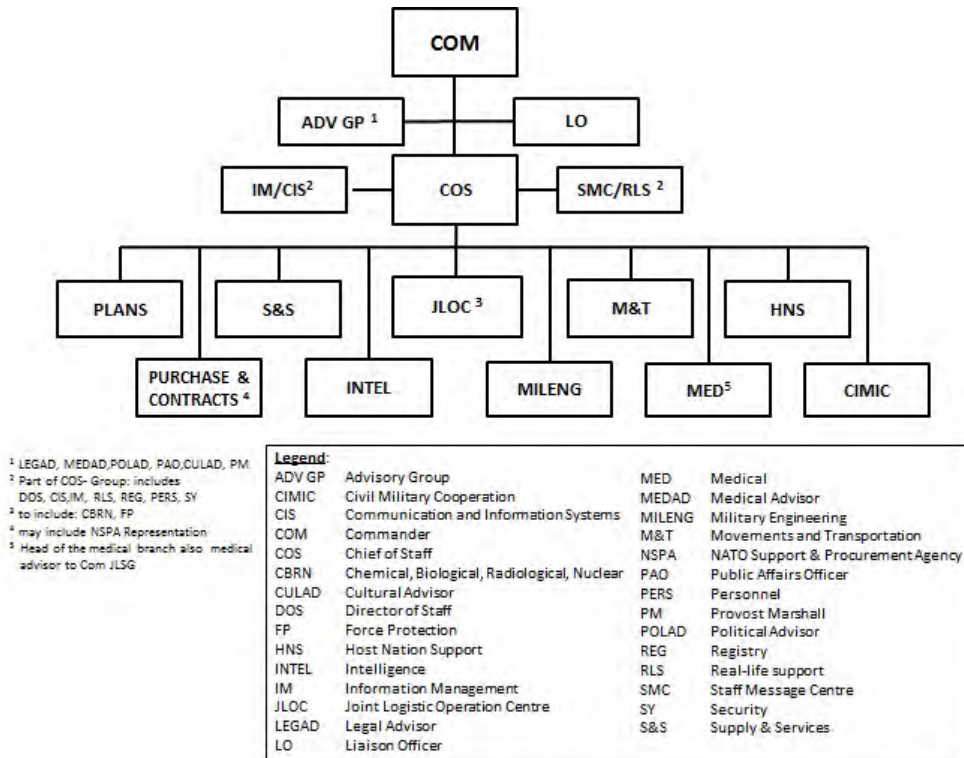 COM
ADV GP ¹
LO
IM/CIS²
COS
SMC/RLS ²
PLANS
S&S
JLOC ³
M&T
HNS
PURCHASE &
CONTRACTS ⁴
INTEL
MILENG
MED⁵
CIMIC
¹ LEGAD, MEDAD,POLAD, PAO,CULAD, PM
² Part of COS- Group: includes
DOS, CIS,IM, RLS, REG, PERS, SY
³ to include: CBRN, FP
⁴ may include NSPA Representation
⁵ Head of the medical branch also medical
advisor to Com JLSG
Legend:
ADV GP Advisory Group
CIMIC Civil Military Cooperation
CIS Communication and Information Systems
COM Commander
COS Chief of Staff
CBRN Chemical, Biological, Radiological, Nuclear
CULAD Cultural Advisor
DOS Director of Staff
FP Force Protection
HNS Host Nation Support
INTEL Intelligence
IM Information Management
JLOC Joint Logistic Operation Centre
LEGAD Legal Advisor
LO Liaison Officer
MED Medical
MEDAD Medical Advisor
MILENG Military Engineering
M&T Movements and Transportation
NSPA NATO Support & Procurement Agency
PAO Public Affairs Officer
PERS Personnel
PM Provost Marshall
POLAD Political Advisor
REG Registry
RLS Real-life support
SMC Staff Message Centre
SY Security
S&S Supply & Services